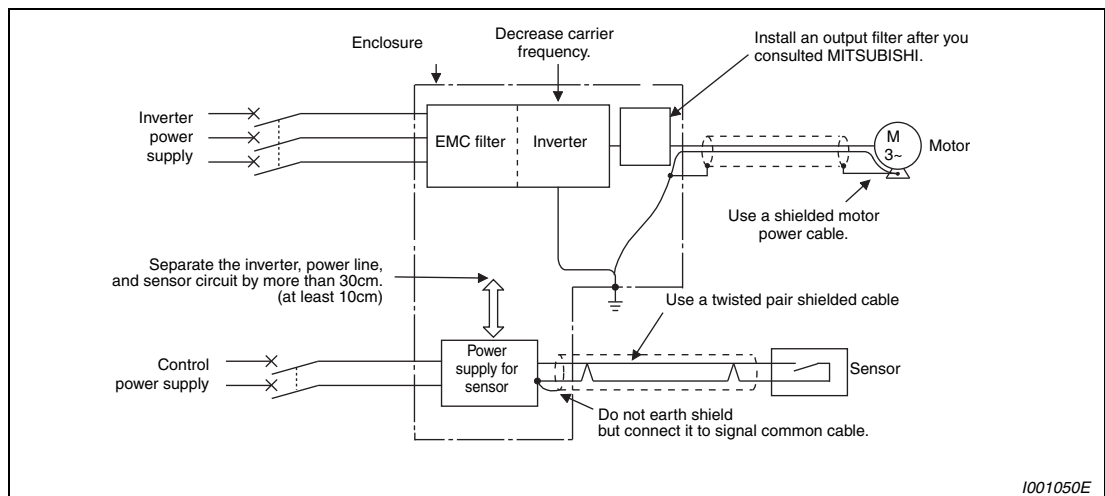 Enclosure
Decrease carrier
frequency.
Install an output filter after you
consulted MITSUBISHI.
Inverter
power
supply
EMC filter
Inverter
M
3~
Motor
Use a shielded motor
power cable.
Separate the inverter, power line,
and sensor circuit by more than 30cm.
(at least 10cm)
Use a twisted pair shielded cable
Control
power supply
Power
supply for
sensor
Sensor
Do not earth shield
but connect it to signal common cable.
I001050E